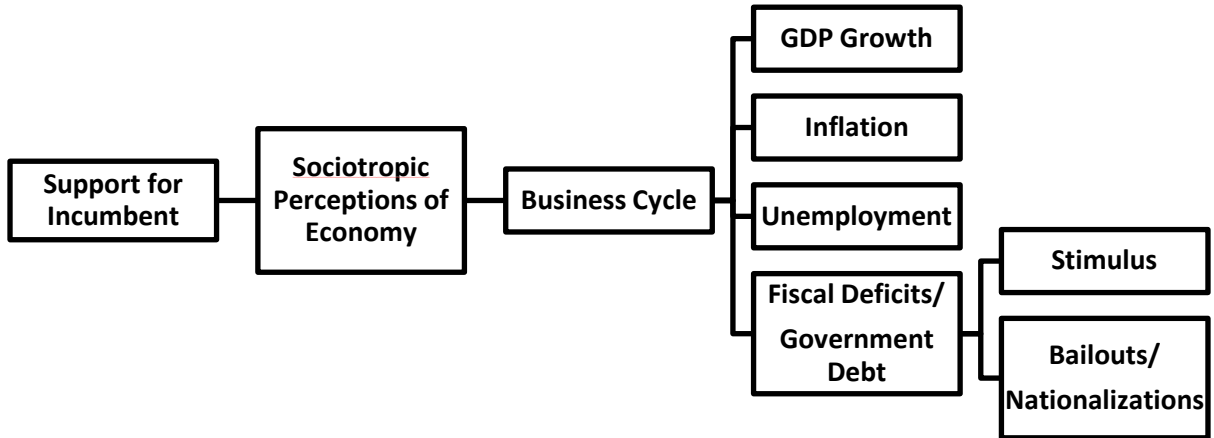 Support for
Incumbent
Sociotropic
Perceptions of
Economy
Business Cycle
GDP Growth
Inflation
Unemployment
Fiscal Deficits/
Government
Debt
Stimulus
Bailouts/
Nationalizations